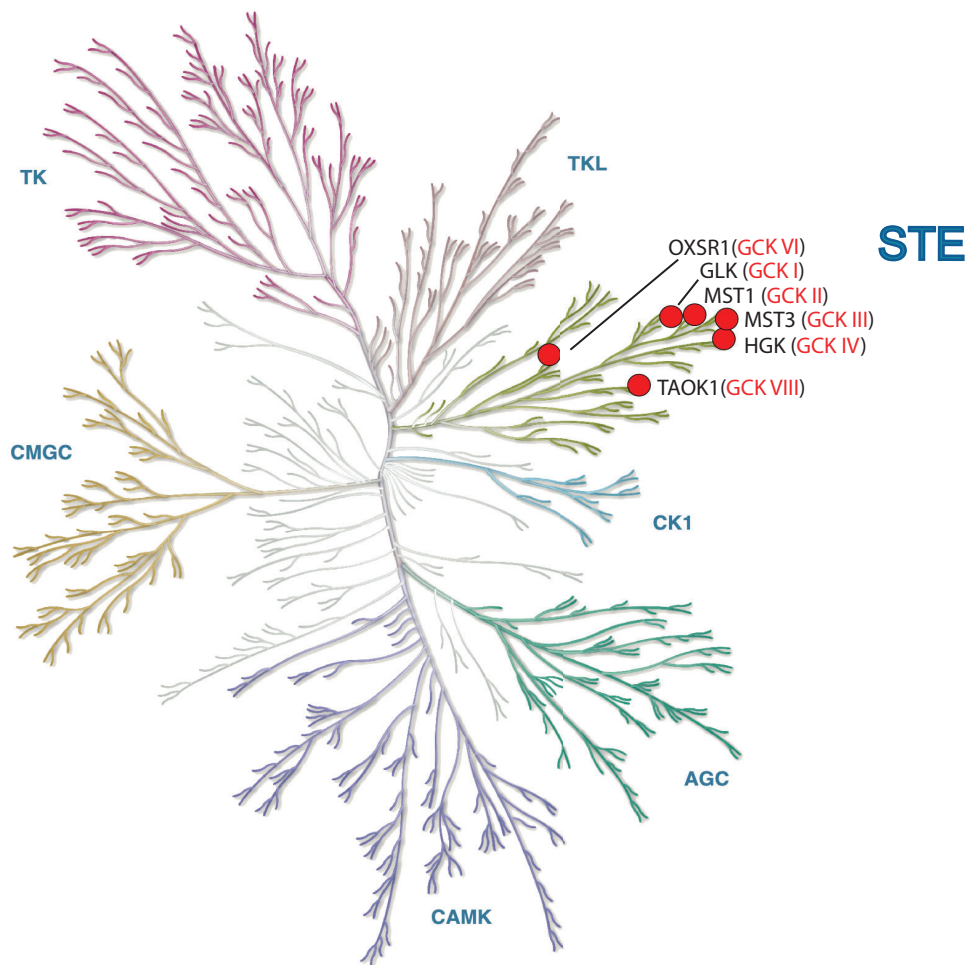 TK
TKL
STE
OXSR1(GCK VI)
GLK (GCK I)
MST1 (GCK II)
MST3 (GCK III)
HGK (GCK IV)
TAOK1(GCK VIII)
CMGC
CK1
AGC
CAMK